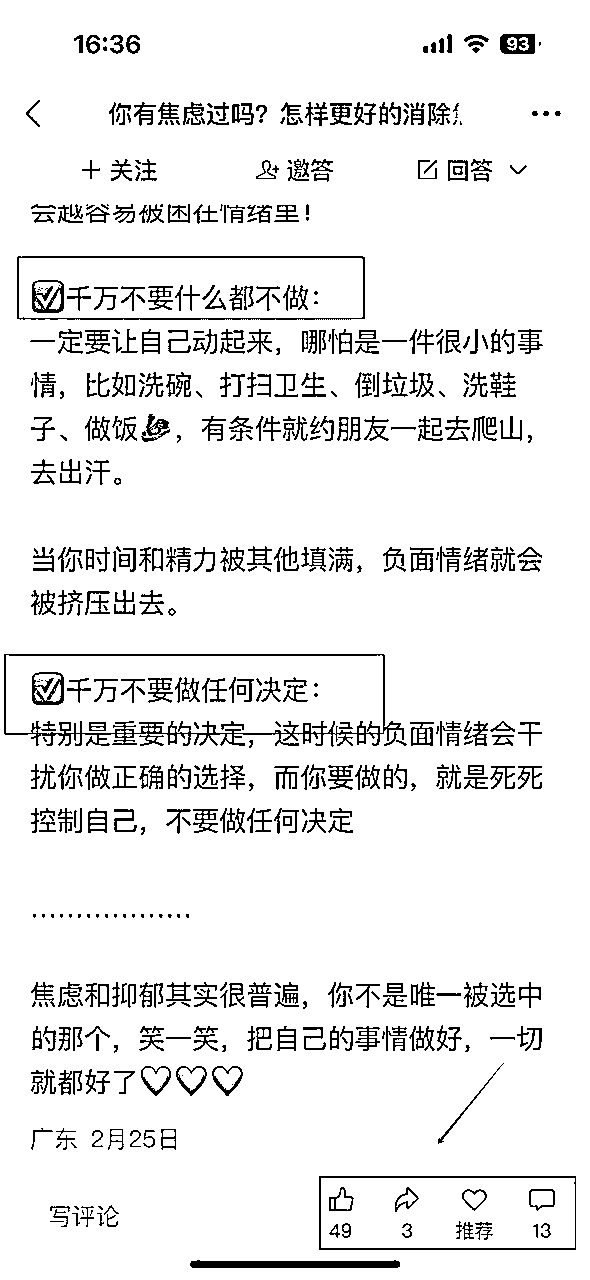 16:36
93
你有焦虑过吗？怎样更好的消除
关注
邀答
回答
会越容易被困在情绪里！
千万不要什么都不做：
一定要让自己动起来，哪怕是一件很小的事
情，比如洗碗、打扫卫生、倒垃圾、洗鞋
子、做饭，有条件就约朋友一起去爬山，
去出汗。
当你时间和精力被其他填满，负面情绪就会
被挤压出去。
千万不要做任何决定：
特别是重要的决定，这时候的负面情绪会干
扰你做正确的选择，而你要做的，就是死死
控制自己，不要做任何决定
………………
焦虑和抑郁其实很普遍，你不是唯一被选中
的那个，笑一笑，把自己的事情做好，一切
就都好了♡♡♡
广东 2月25日
写评论
49
3
推荐
13